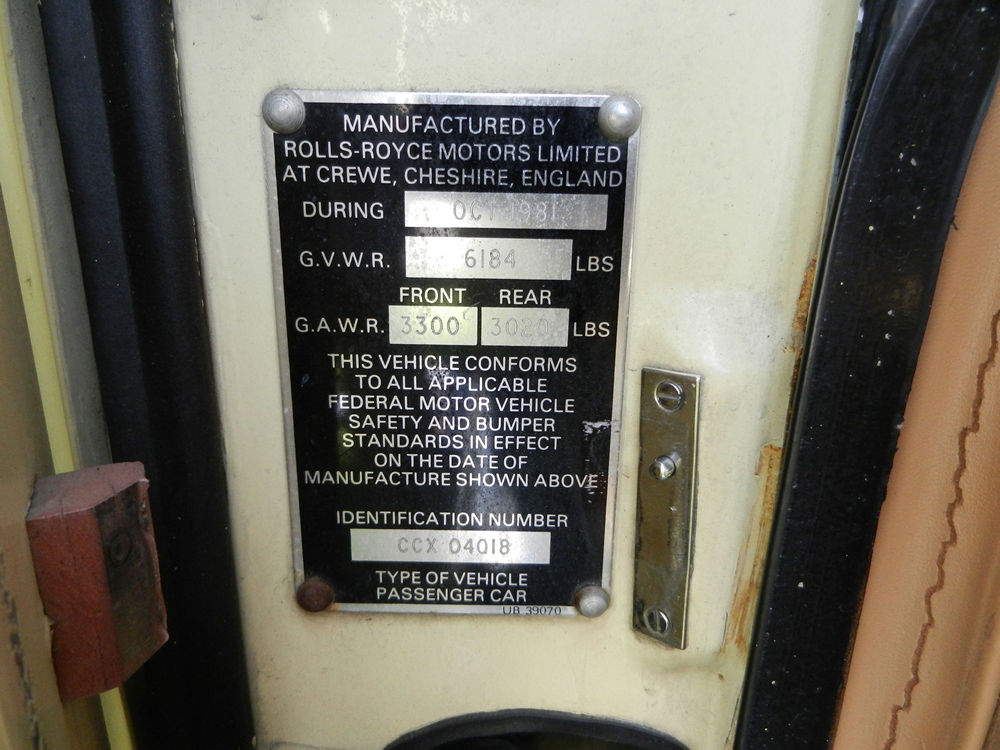 MANUFACTURED BY
ROLLS-ROYCE MOTORS LIMITED
AT CREWE, CHESHIRE, ENGLAND
DURING OCT 1981
G.V.W.R. 6184 LBS
FRONT REAR
G.A.W.R. 3300 3020 LBS
THIS VEHICLE CONFORMS
TO ALL APPLICABLE
FEDERAL MOTOR VEHICLE
SAFETY AND BUMPER
STANDARDS IN EFFECT
ON THE DATE OF
MANUFACTURE SHOWN ABOVE
IDENTIFICATION NUMBER
CCX 04018
TYPE OF VEHICLE
PASSENGER CAR
UB 39070